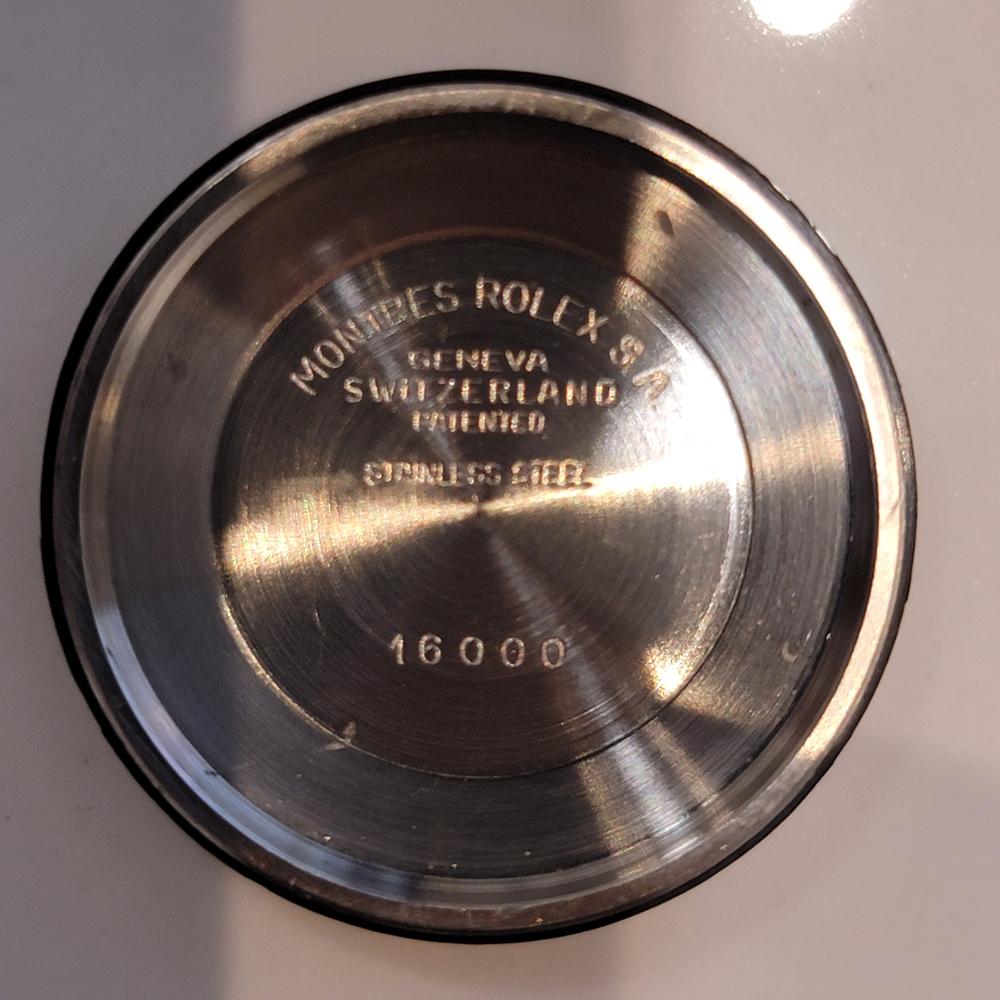 MONTRES ROLEX S.A
GENEVA
SWITZERLAND
PATENTED
STAINLESS STEEL
16000